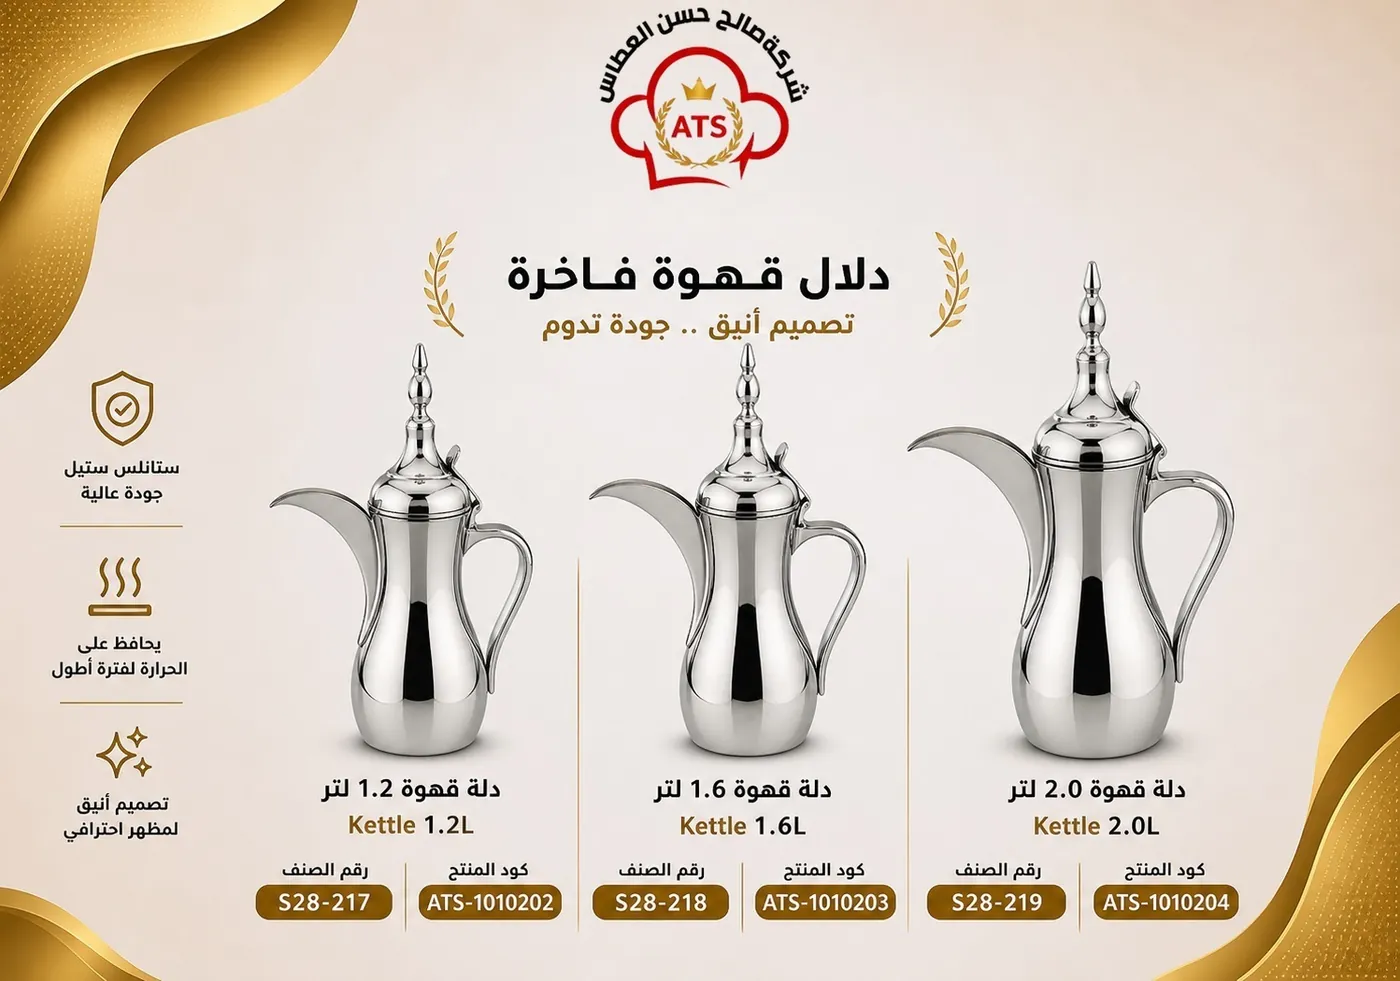 شركة صالح حسن العطاس
ATS
دلال قهوة فاخرة
تصميم أنيق .. جودة تدوم
ستانلس ستيل
جودة عالية
يحافظ على
الحرارة لفترة أطول
تصميم أنيق
لمظهر احترافي
دلة قهوة 1.2 لتر
Kettle 1.2L
رقم الصنف
S28-217
كود المنتج
ATS-1010202
دلة قهوة 1.6 لتر
Kettle 1.6L
رقم الصنف
S28-218
كود المنتج
ATS-1010203
دلة قهوة 2.0 لتر
Kettle 2.0L
رقم الصنف
S28-219
كود المنتج
ATS-1010204